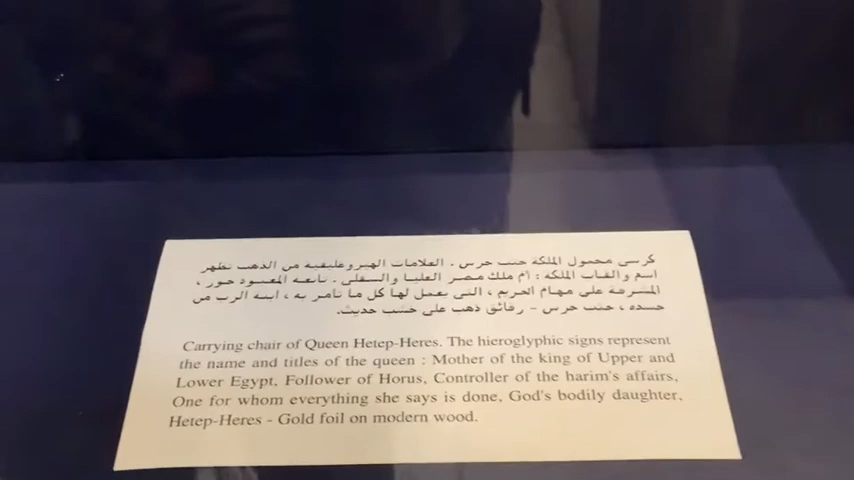 كرسى محمول الملكة حتب حرس . العلامات الهيروغليفية من الذهب تظهر
اسم والقاب الملكة : أم ملك مصر العليا والسفلى . تابعة المعبود حور ،
المشرفة على مهام الحريم ، التى يعمل لها كل ما تأمر به ، ابنة الرب من
جسده ، حتب حرس - رقائق ذهب على خشب حديث .
Carrying chair of Queen Hetep-Heres. The hieroglyphic signs represent
the name and titles of the queen : Mother of the king of Upper and
Lower Egypt, Follower of Horus, Controller of the harim's affairs,
One for whom everything she says is done, God's bodily daughter,
Hetep-Heres - Gold foil on modern wood.